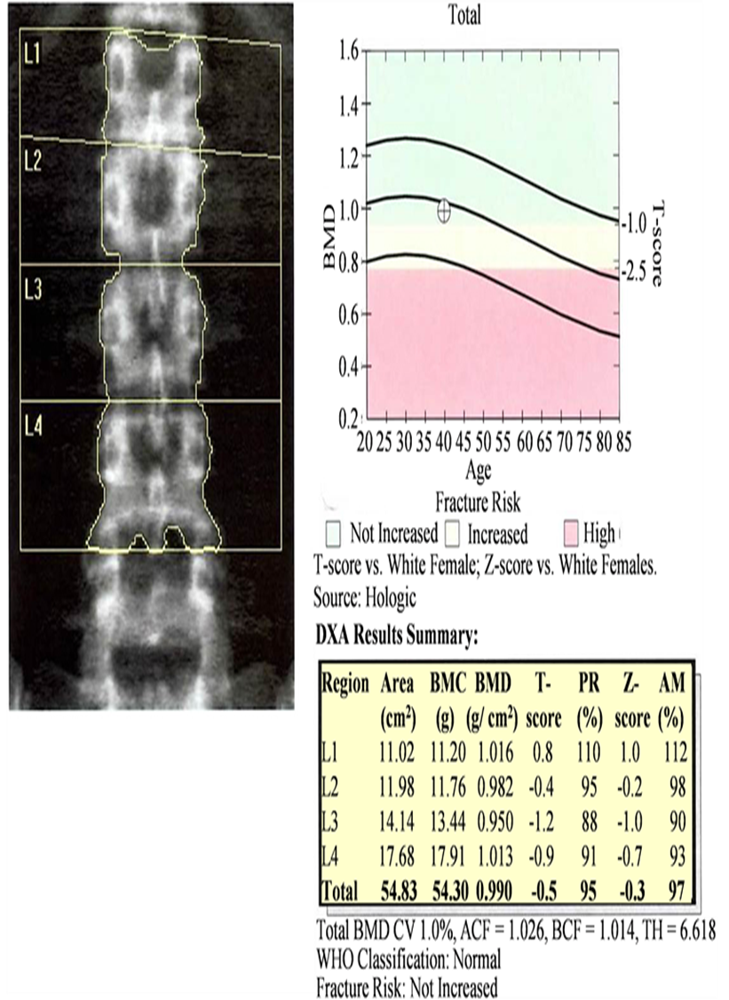 L1
L2
L3
L4
Total
1.6
1.4
1.2
1.0
0.8
0.6
0.4
0.2
BMD
-1.0
-2.5
T-score
20 25 30 35 40 45 50 55 60 65 70 75 80 85
Age
Fracture Risk
Not Increased Increased High
T-score vs. White Female; Z-score vs. White Females.
Source: Hologic
DXA Results Summary:
Region Area BMC BMD T- PR Z- AM
(cm²) (g) (g/ cm²) score (%) score (%)
L1 11.02 11.20 1.016 0.8 110 1.0 112
L2 11.98 11.76 0.982 -0.4 95 -0.2 98
L3 14.14 13.44 0.950 -1.2 88 -1.0 90
L4 17.68 17.91 1.013 -0.9 91 -0.7 93
Total 54.83 54.30 0.990 -0.5 95 -0.3 97
Total BMD CV 1.0%, ACF = 1.026, BCF = 1.014, TH = 6.618
WHO Classification: Normal
Fracture Risk: Not Increased